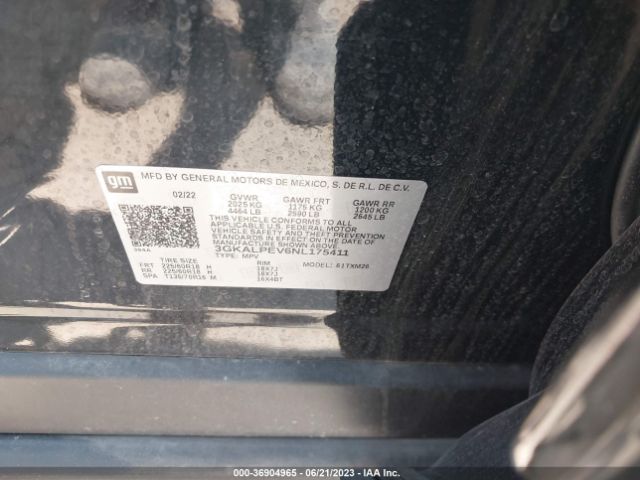 gm
MFD BY GENERAL MOTORS DE MEXICO, S. DE R.L. DE C.V.
02/22 GVWR GAWR FRT GAWR RR
2025 KG 1175 KG 1200 KG
4464 LB 2590 LB 2645 LB
THIS VEHICLE CONFORMS TO ALL
APPLICABLE U.S. FEDERAL MOTOR
VEHICLE SAFETY AND THEFT PREVENTION
STANDARDS IN EFFECT ON THE DATE OF
MANUFACTURE SHOWN ABOVE.
3GKALPEV6NL175411
TYPE: MPV MODEL: 61TXM26
TIRE SIZE RIM
FRT 225/60R18 H 18X7J
RR 225/60R18 H 18X7J
SPA T135/70R16 M 16X4BT
000-36904965 - 06/21/2023 - IAA Inc.